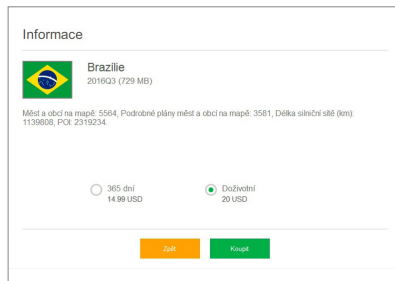 Informace
Brazílie
2016Q3 (729 MB)
Měst a obcí na mapě: 5564, Podrobné plány měst a obcí na mapě: 3581, Délka silniční sítě (km):
1139808, POI: 2319234.
365 dní
14.99 USD
Doživotní
20 USD
Zpět
Koupit